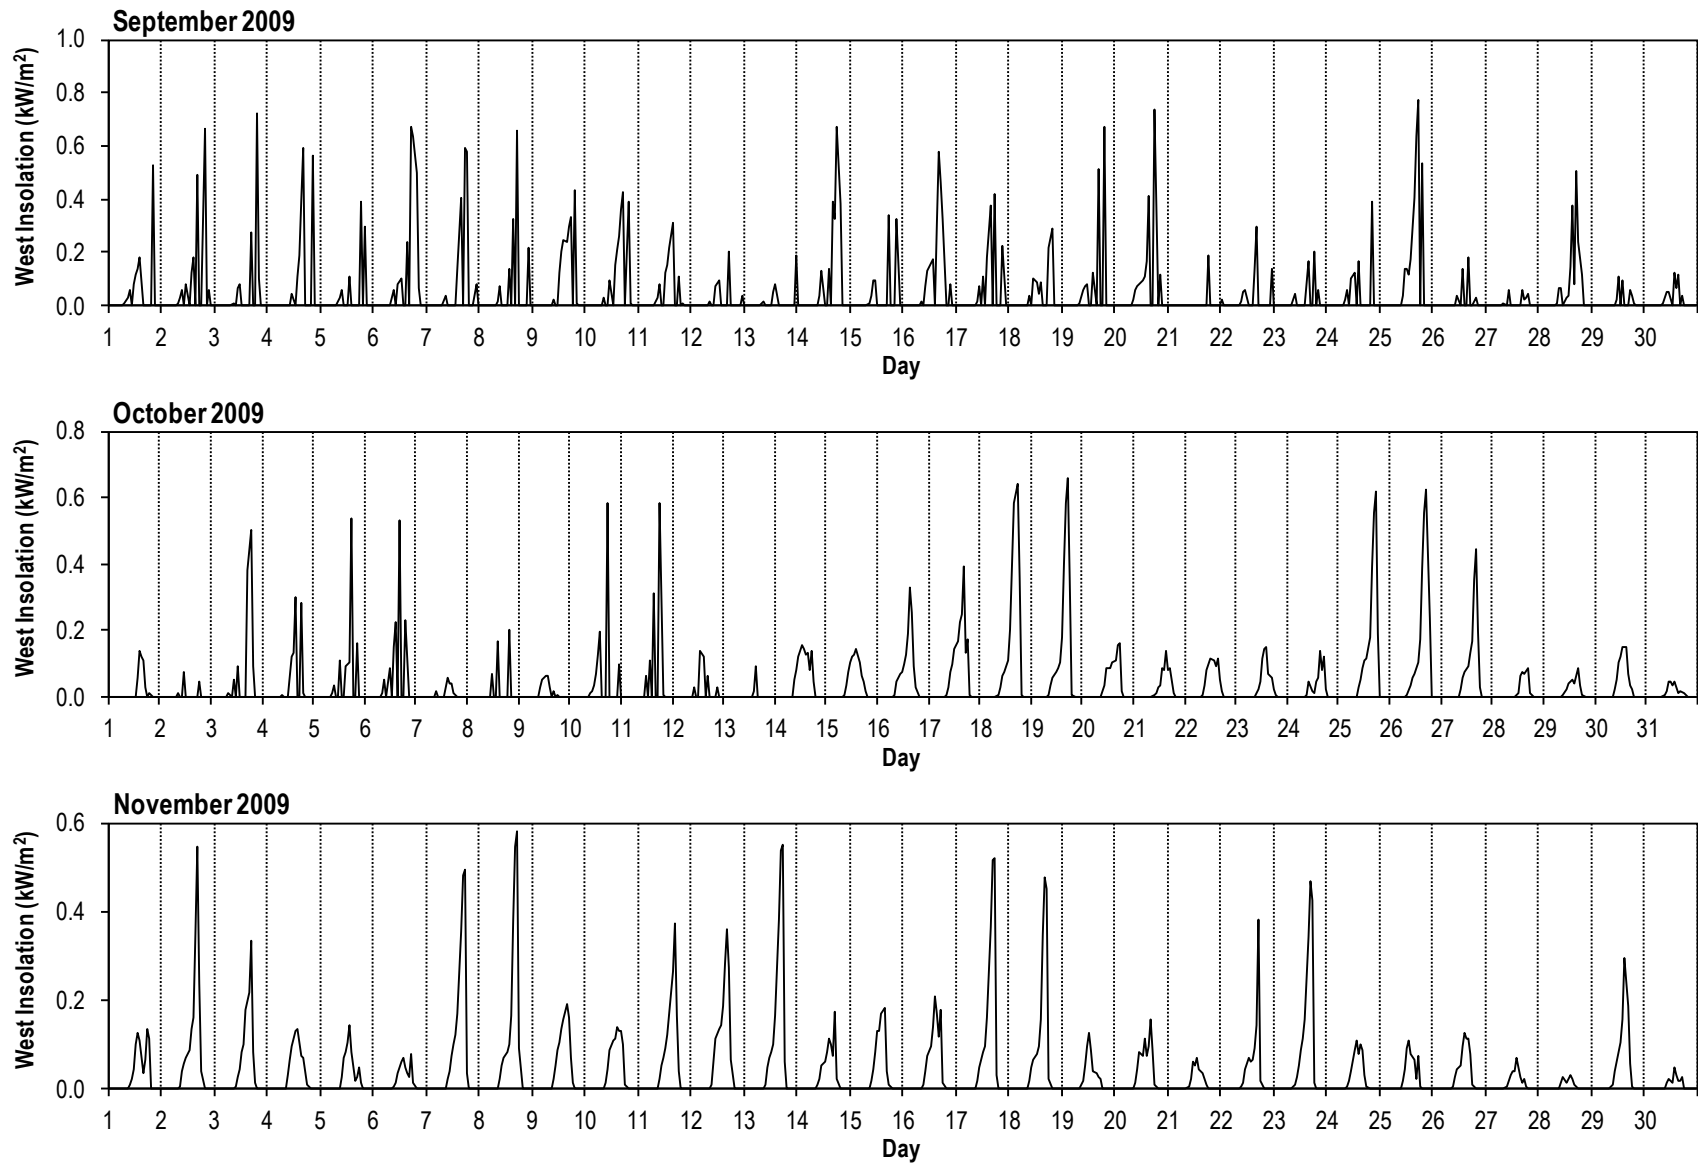 September 2009
West Insolation (kW/m²)
1.0
0.8
0.6
0.4
0.2
0.0
1 2 3 4 5 6 7 8 9 10 11 12 13 14 15 16 17 18 19 20 21 22 23 24 25 26 27 28 29 30
Day
October 2009
West Insolation (kW/m²)
0.8
0.6
0.4
0.2
0.0
1 2 3 4 5 6 7 8 9 10 11 12 13 14 15 16 17 18 19 20 21 22 23 24 25 26 27 28 29 30 31
Day
November 2009
West Insolation (kW/m²)
0.6
0.4
0.2
0.0
1 2 3 4 5 6 7 8 9 10 11 12 13 14 15 16 17 18 19 20 21 22 23 24 25 26 27 28 29 30
Day